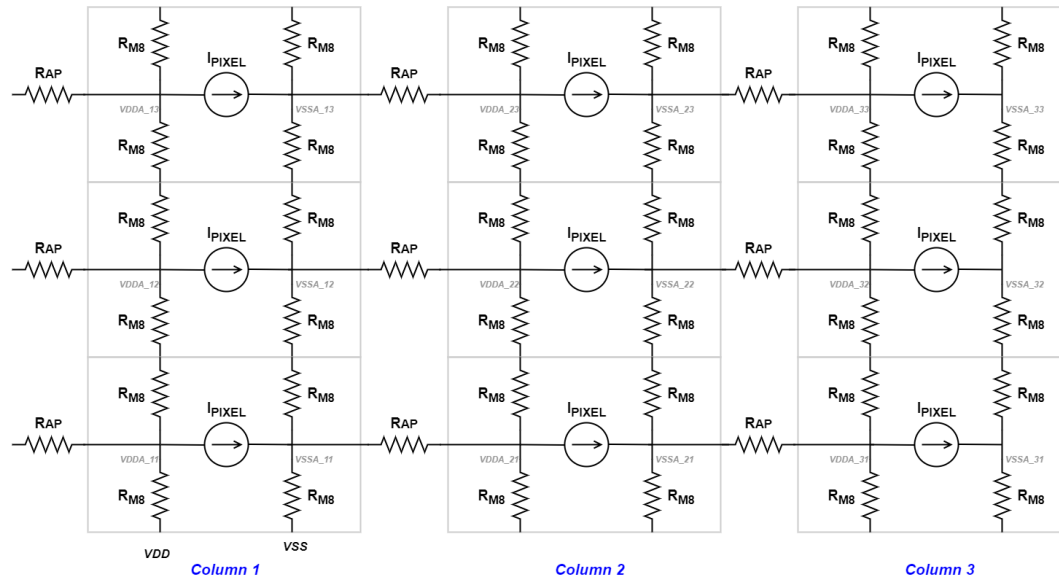 RM8 RM8 RM8 RM8 RM8 RM8
IPIXEL IPIXEL IPIXEL
RAP RAP RAP
VDDA_13 VSSA_13 VDDA_23 VSSA_23 VDDA_33 VSSA_33
RM8 RM8 RM8 RM8 RM8 RM8
RM8 RM8 RM8 RM8 RM8 RM8
IPIXEL IPIXEL IPIXEL
RAP RAP RAP
VDDA_12 VSSA_12 VDDA_22 VSSA_22 VDDA_32 VSSA_32
RM8 RM8 RM8 RM8 RM8 RM8
RM8 RM8 RM8 RM8 RM8 RM8
IPIXEL IPIXEL IPIXEL
RAP RAP RAP
VDDA_11 VSSA_11 VDDA_21 VSSA_21 VDDA_31 VSSA_31
RM8 RM8 RM8 RM8 RM8 RM8
VDD VSS
Column 1 Column 2 Column 3